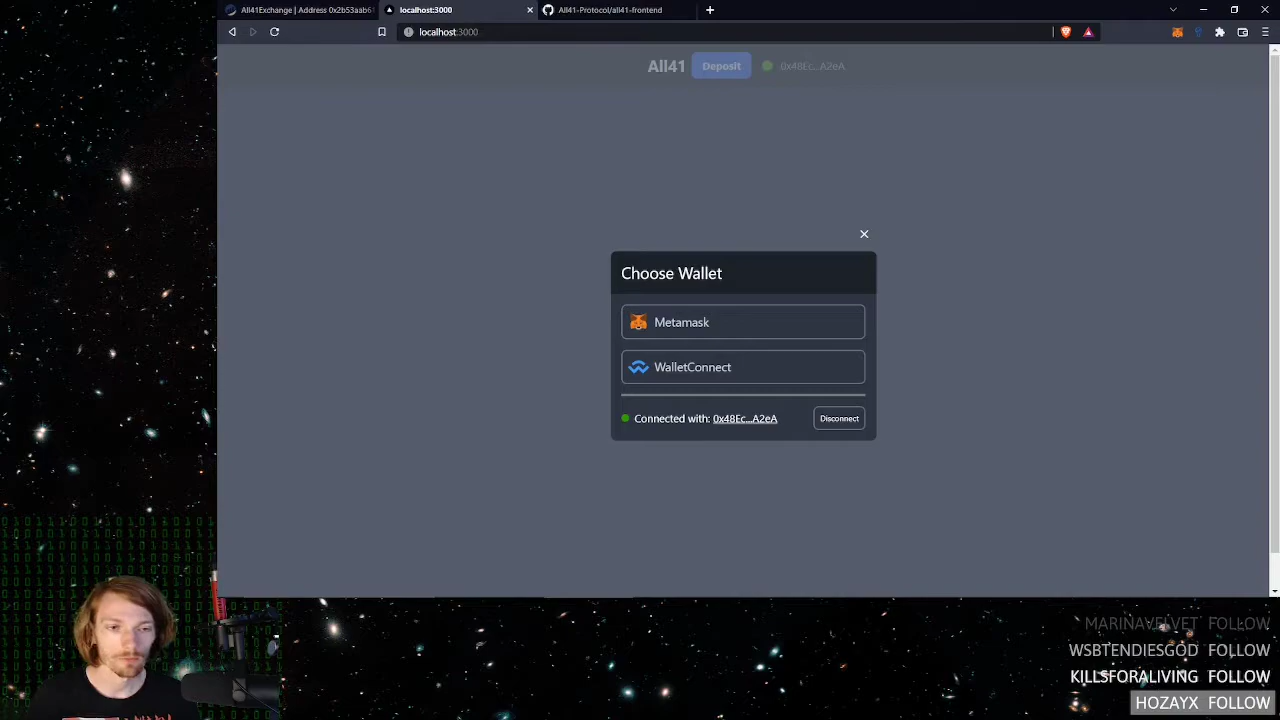 All41Exchange | Address 0x2b53aab6
localhost:3000
All41-Protocol/all41-frontend
localhost:3000
All41
Deposit
0x48Ec...A2eA
Choose Wallet
Metamask
WalletConnect
Connected with: 0x48Ec...A2eA
Disconnect
MARINAVELVET FOLLOW
WSBTENDIESGOD FOLLOW
KILLSFORALIVING FOLLOW
HOZAYX FOLLOW